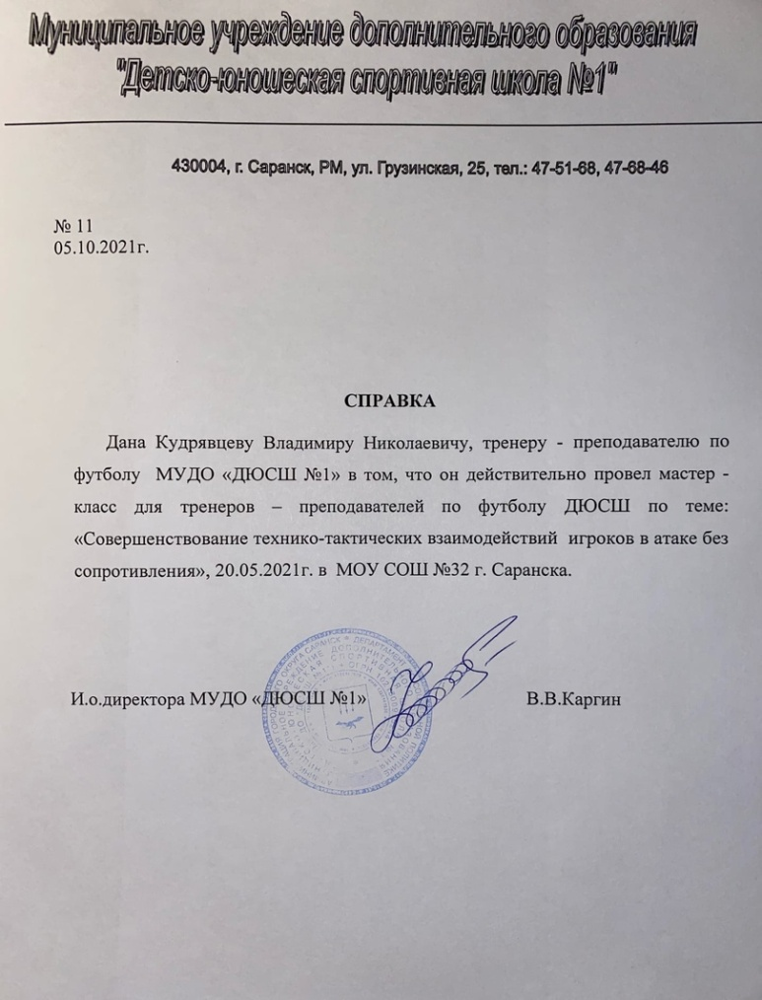 Муниципальное учреждение дополнительного образования
"Детско-юношеская спортивная школа №1"
430004, г. Саранск, РМ, ул. Грузинская, 25, тел.: 47-51-68, 47-68-46
№ 11
05.10.2021г.
СПРАВКА
Дана Кудрявцеву Владимиру Николаевичу, тренеру - преподавателю по
футболу МУДО «ДЮСШ №1» в том, что он действительно провел мастер -
класс для тренеров – преподавателей по футболу ДЮСШ по теме:
«Совершенствование технико-тактических взаимодействий игроков в атаке без
сопротивления», 20.05.2021г. в МОУ СОШ №32 г. Саранска.
И.о.директора МУДО «ДЮСШ №1» В.В.Каргин